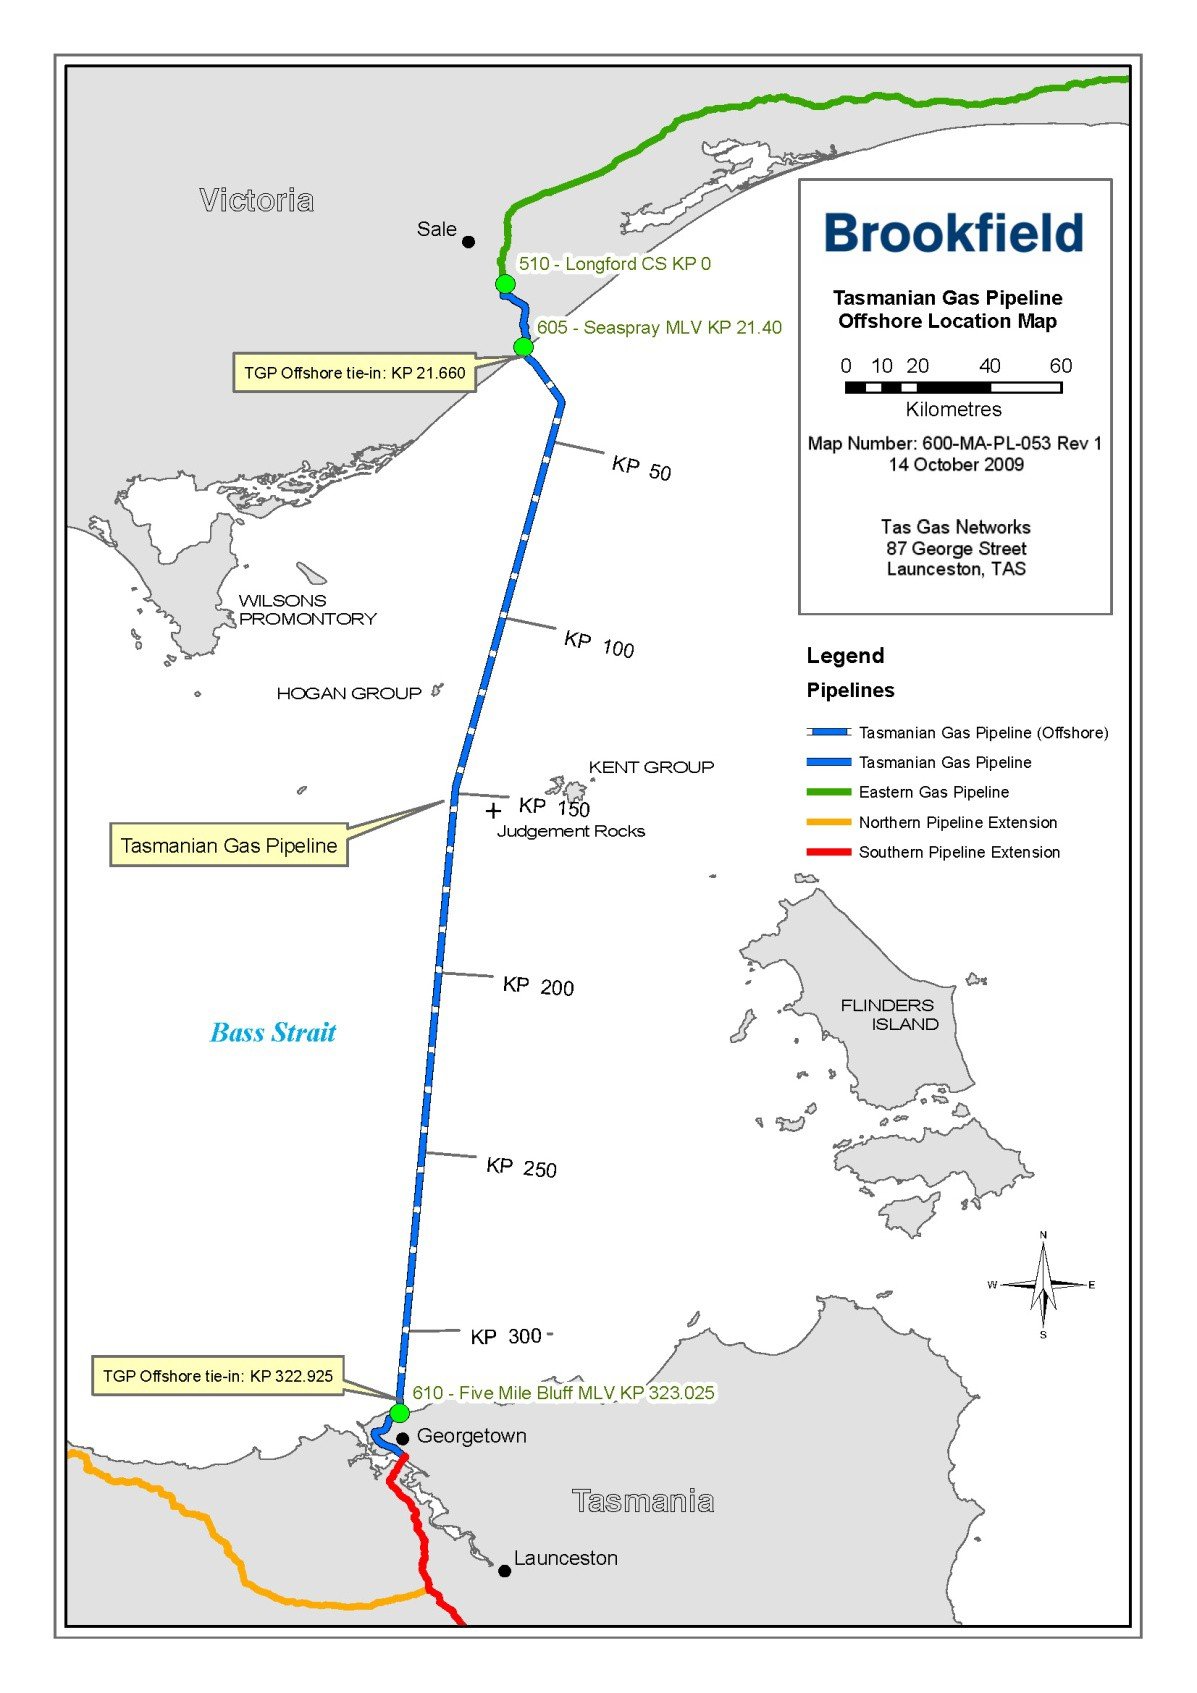 Victoria
Sale
510 - Longford CS KP 0
605 - Seaspray MLV KP 21.40
TGP Offshore tie-in: KP 21.660
Brookfield
Tasmanian Gas Pipeline
Offshore Location Map
0 10 20 40 60
Kilometres
Map Number: 600-MA-PL-053 Rev 1
14 October 2009
Tas Gas Networks
87 George Street
Launceston, TAS
KP 50
WILSONS
PROMONTORY
KP 100
HOGAN GROUP
Legend
Pipelines
Tasmanian Gas Pipeline (Offshore)
Tasmanian Gas Pipeline
Eastern Gas Pipeline
Northern Pipeline Extension
Southern Pipeline Extension
KENT GROUP
KP 150
Judgement Rocks
Tasmanian Gas Pipeline
KP 200
FLINDERS
ISLAND
Bass Strait
KP 250
N
W E
S
KP 300
TGP Offshore tie-in: KP 322.925
610 - Five Mile Bluff MLV KP 323.025
Georgetown
Tasmania
Launceston